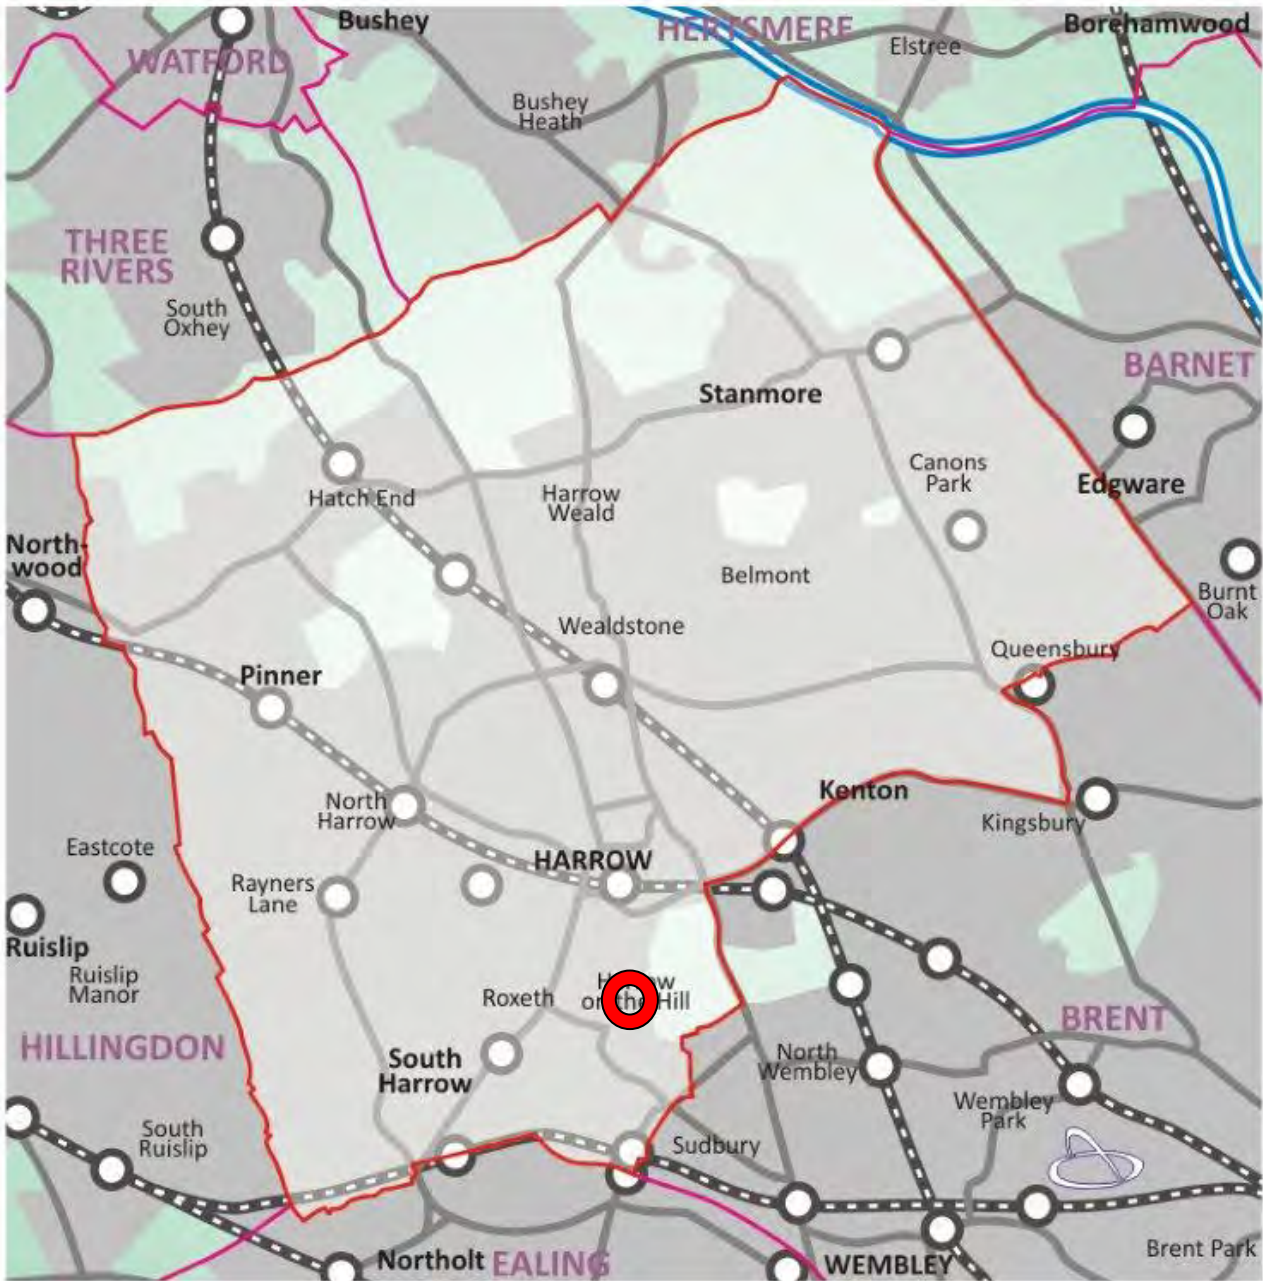 Bushey
HERTSMERE
Borehamwood
WATFORD
Elstree
Bushey
Heath
THREE
RIVERS
South
Oxhey
BARNET
Stanmore
Canons
Park
Edgware
Hatch End
Harrow
Weald
North-
wood
Belmont
Burnt
Oak
Wealdstone
Queensbury
Pinner
Kenton
North
Harrow
Kingsbury
Eastcote
HARROW
Rayners
Lane
Ruislip
Ruislip
Manor
Roxeth
on the Hill
BRENT
HILLINGDON
South
Harrow
North
Wembley
Wembley
Park
South
Ruislip
Sudbury
Northolt
EALING
WEMBLEY
Brent Park